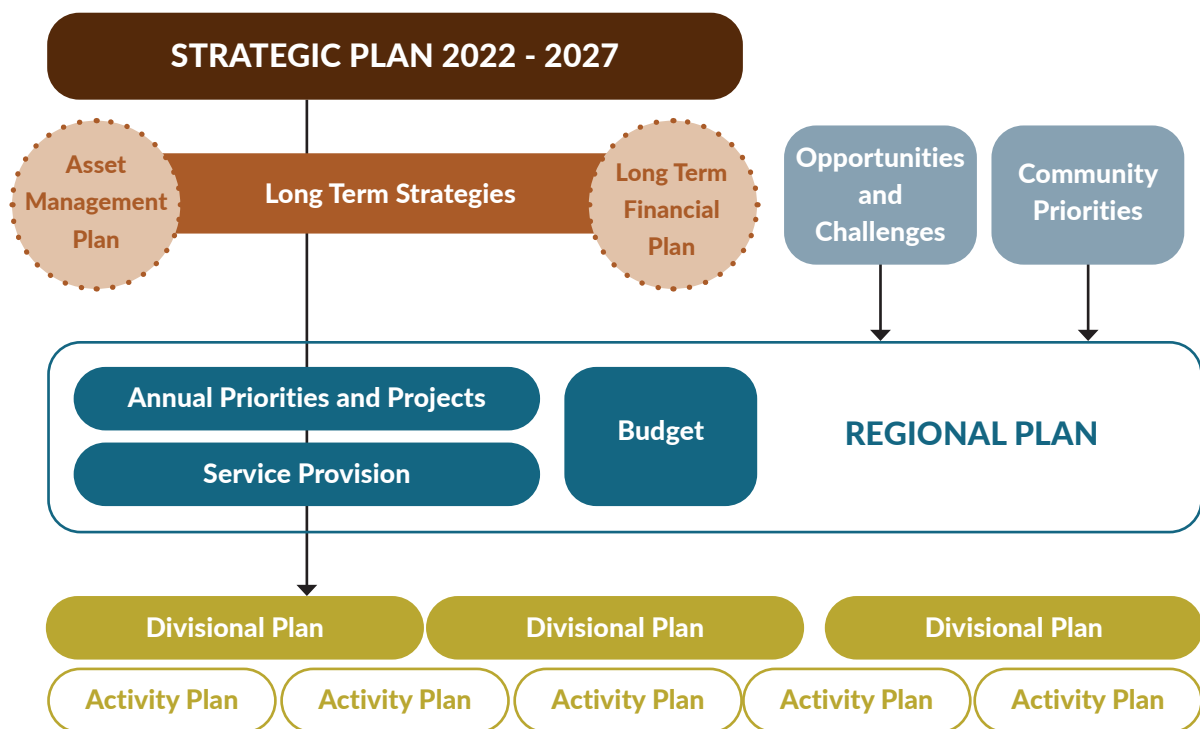 STRATEGIC PLAN 2022 - 2027
Asset
Management
Plan
Long Term Strategies
Long Term
Financial
Plan
Opportunities
and
Challenges
Community
Priorities
Annual Priorities and Projects
Service Provision
Budget
REGIONAL PLAN
Divisional Plan
Divisional Plan
Divisional Plan
Activity Plan
Activity Plan
Activity Plan
Activity Plan
Activity Plan